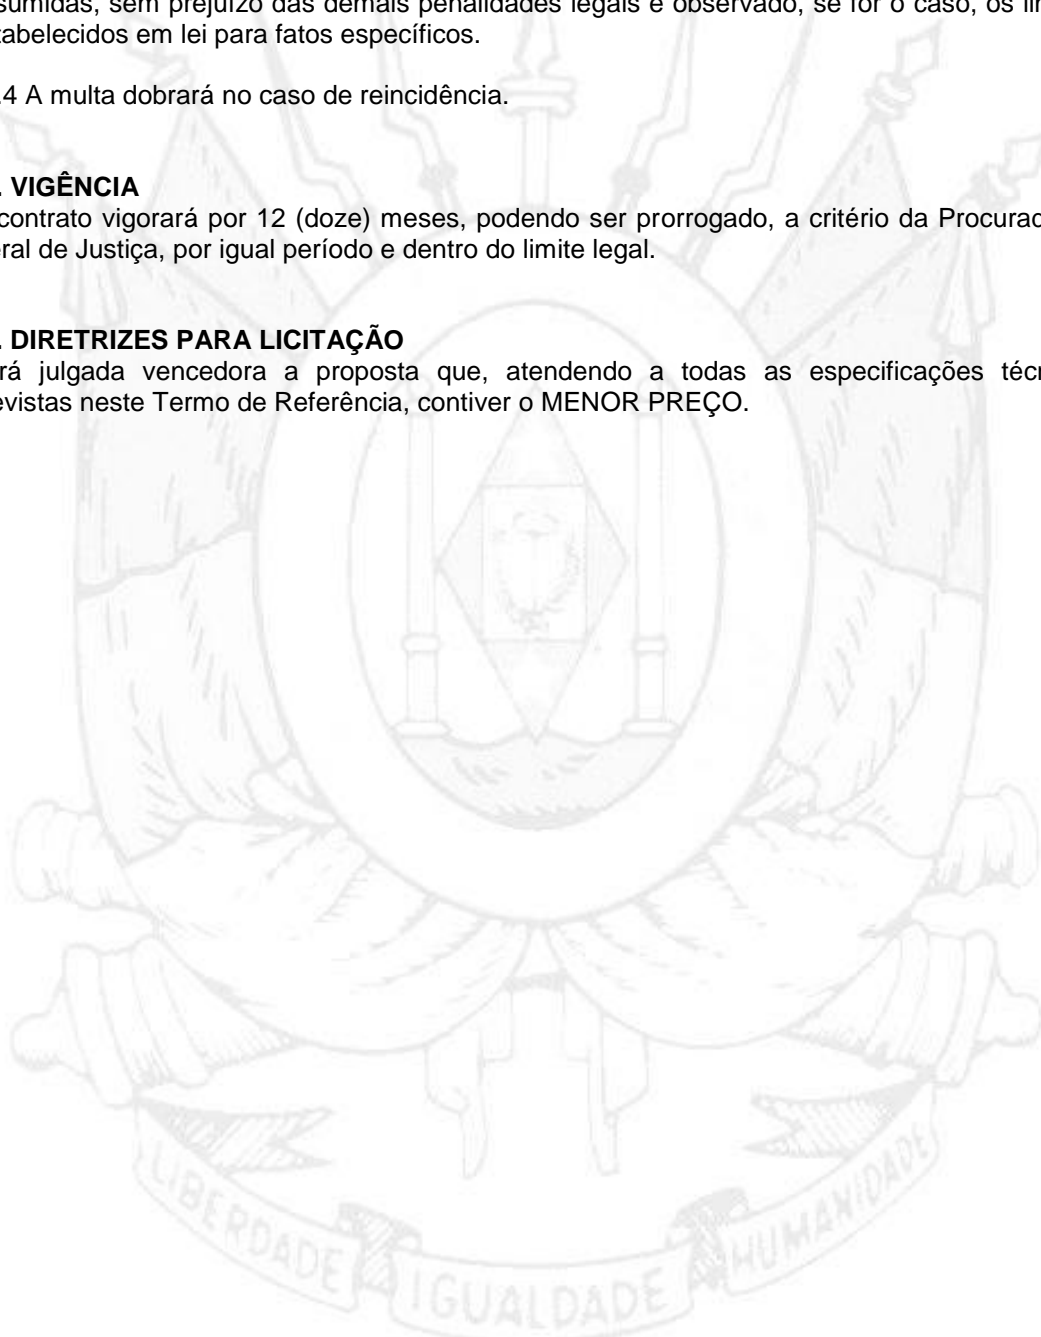 sumidas, sem prejuízo das demais penalidades legais e observado, se for o caso, os
tabelecidos em lei para fatos específicos.
.4 A multa dobrará no caso de reincidência.
. VIGÊNCIA
contrato vigorará por 12 (doze) meses, podendo ser prorrogado, a critério da Procurad
eral de Justiça, por igual período e dentro do limite legal.
. DIRETRIZES PARA LICITAÇÃO
rá julgada vencedora a proposta que, atendendo a todas as especificações técn
evistas neste Termo de Referência, contiver o MENOR PREÇO.
LIBERDADE IGUALDADE HUMANIDADE